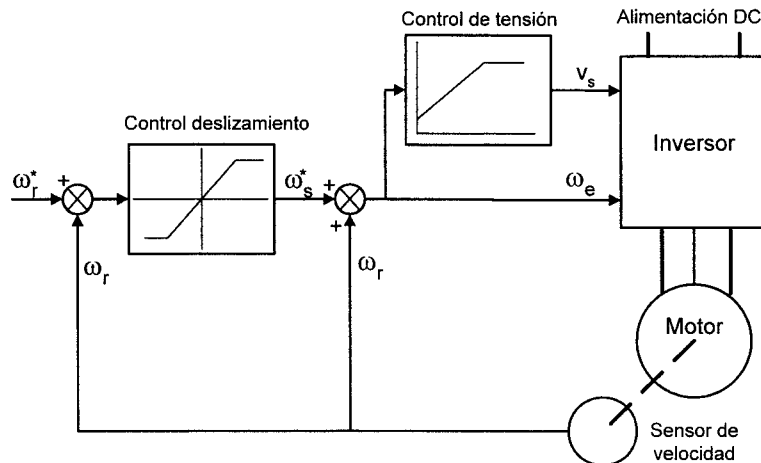 Control de tensión
Alimentación DC
v_s
Inversor
Control deslizamiento
ω_r^*
+
ω_s^*
+
+
ω_e
ω_r
ω_r
Motor
Sensor de
velocidad